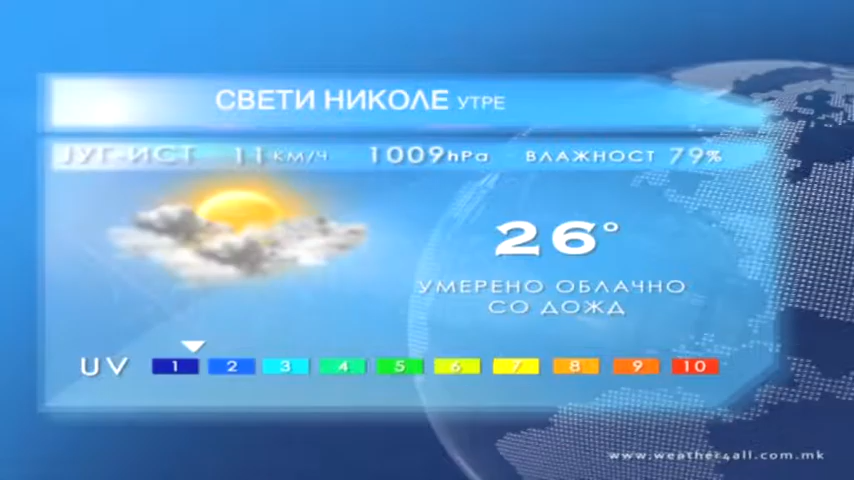 СВЕТИ НИКОЛЕ УТРЕ
ЈУГ-ИСТ 11 КМ/Ч 1009hPa ВЛАЖНОСТ 79%
26°
УМЕРЕНО ОБЛАЧНО
СО ДОЖД
UV 1 2 3 4 5 6 7 8 9 10
www.weather4all.com.mk